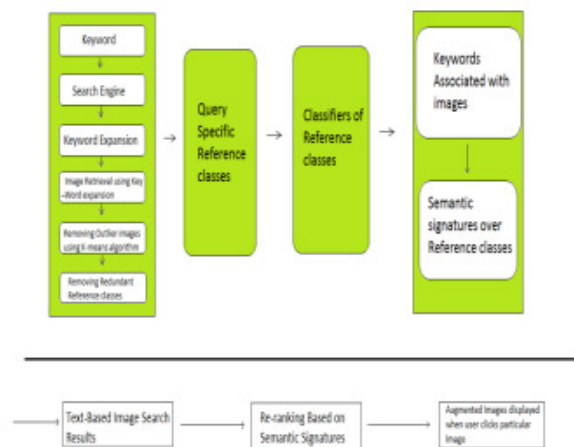 Keyword
Search Engine
Keyword Expansion
Image Retrieval using Key
-Word expansion
Removing Outlier images
using K-means algorithm
Removing Redundant
Reference classes
Query
Specific
Reference
classes
Classifiers of
Reference
classes
Keywords
Associated with
images
Semantic
signatures over
Reference classes
Text-Based Image Search
Results
Re-ranking Based on
Semantic Signatures
Augmented Images displayed
when user clicks particular
Image